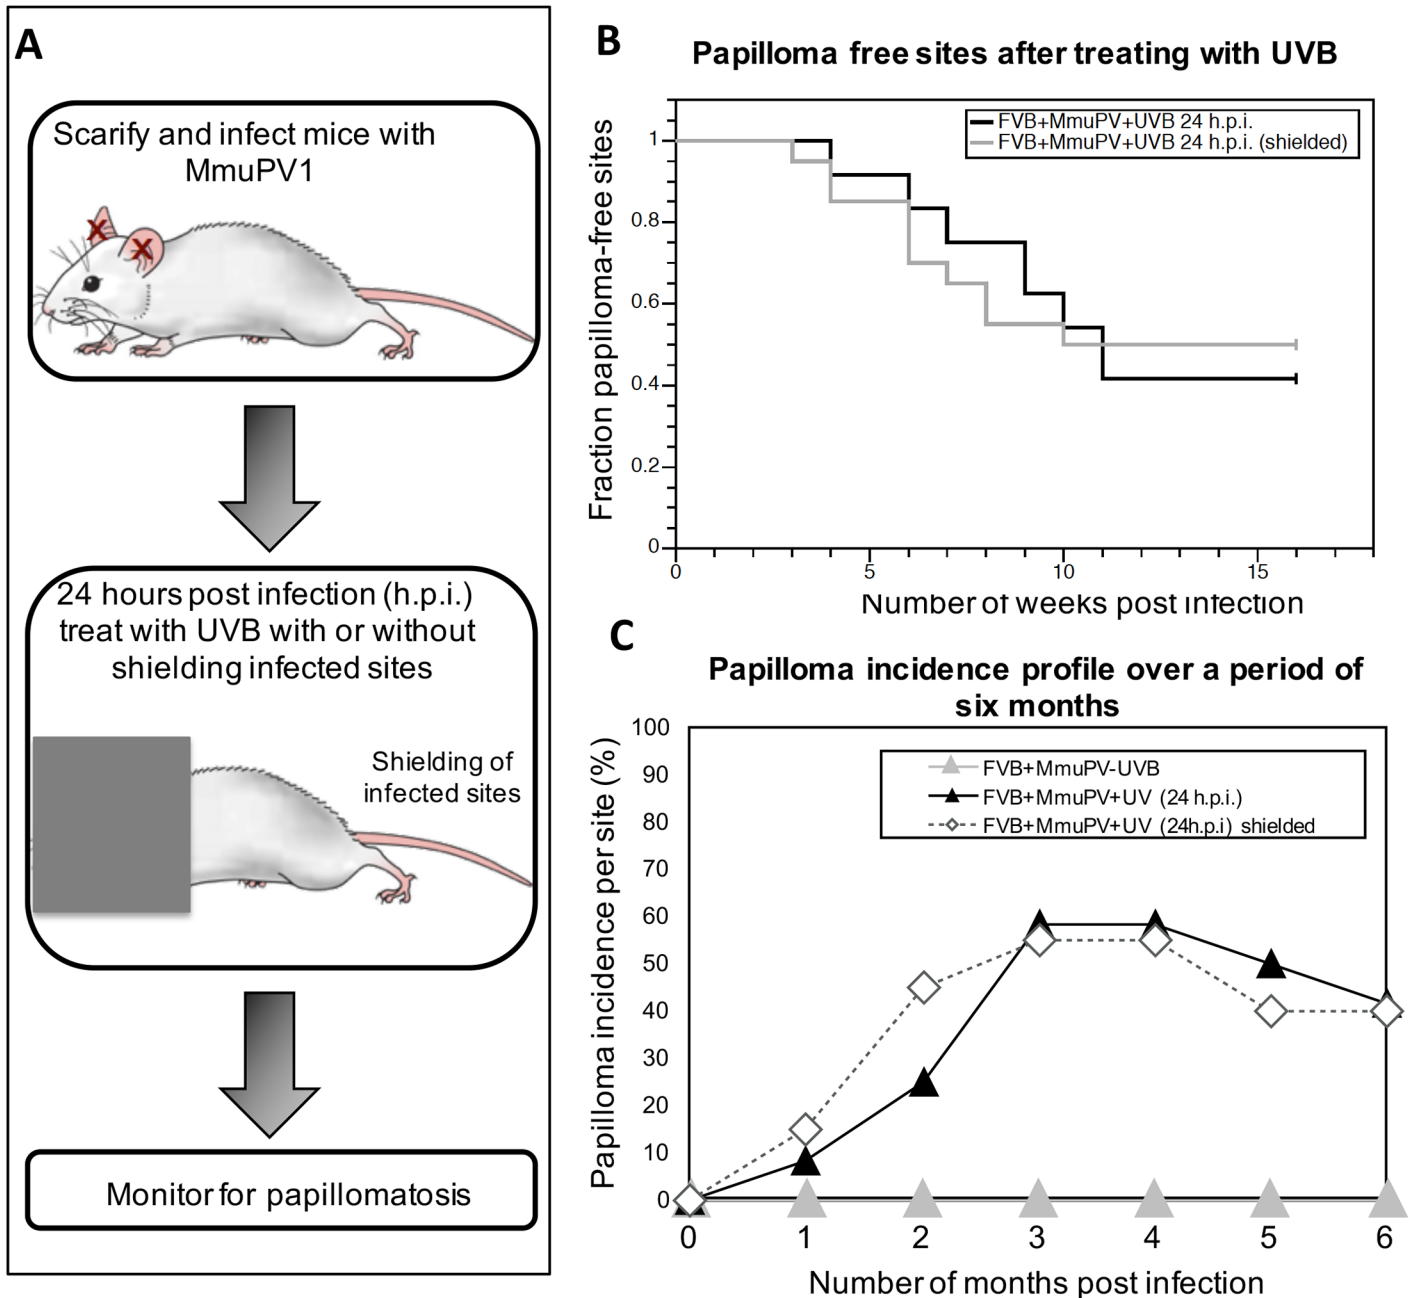 A
Scarify and infect mice with
MmuPV1
X
X
24 hours post infection (h.p.i.)
treat with UVB with or without
shielding infected sites
Shielding of
infected sites
Monitor for papillomatosis
B
Papilloma free sites after treating with UVB
FVB+MmuPV+UVB 24 h.p.i.
FVB+MmuPV+UVB 24 h.p.i. (shielded)
Fraction papilloma-free sites
1
0.8
0.6
0.4
0.2
0
0
5
10
15
Number of weeks post infection
C
Papilloma incidence profile over a period of
six months
FVB+MmuPV-UVB
FVB+MmuPV+UV (24 h.p.i.)
FVB+MmuPV+UV (24h.p.i) shielded
Papilloma incidence per site (%)
100
90
80
70
60
50
40
30
20
10
0
0
1
2
3
4
5
6
Number of months post infection